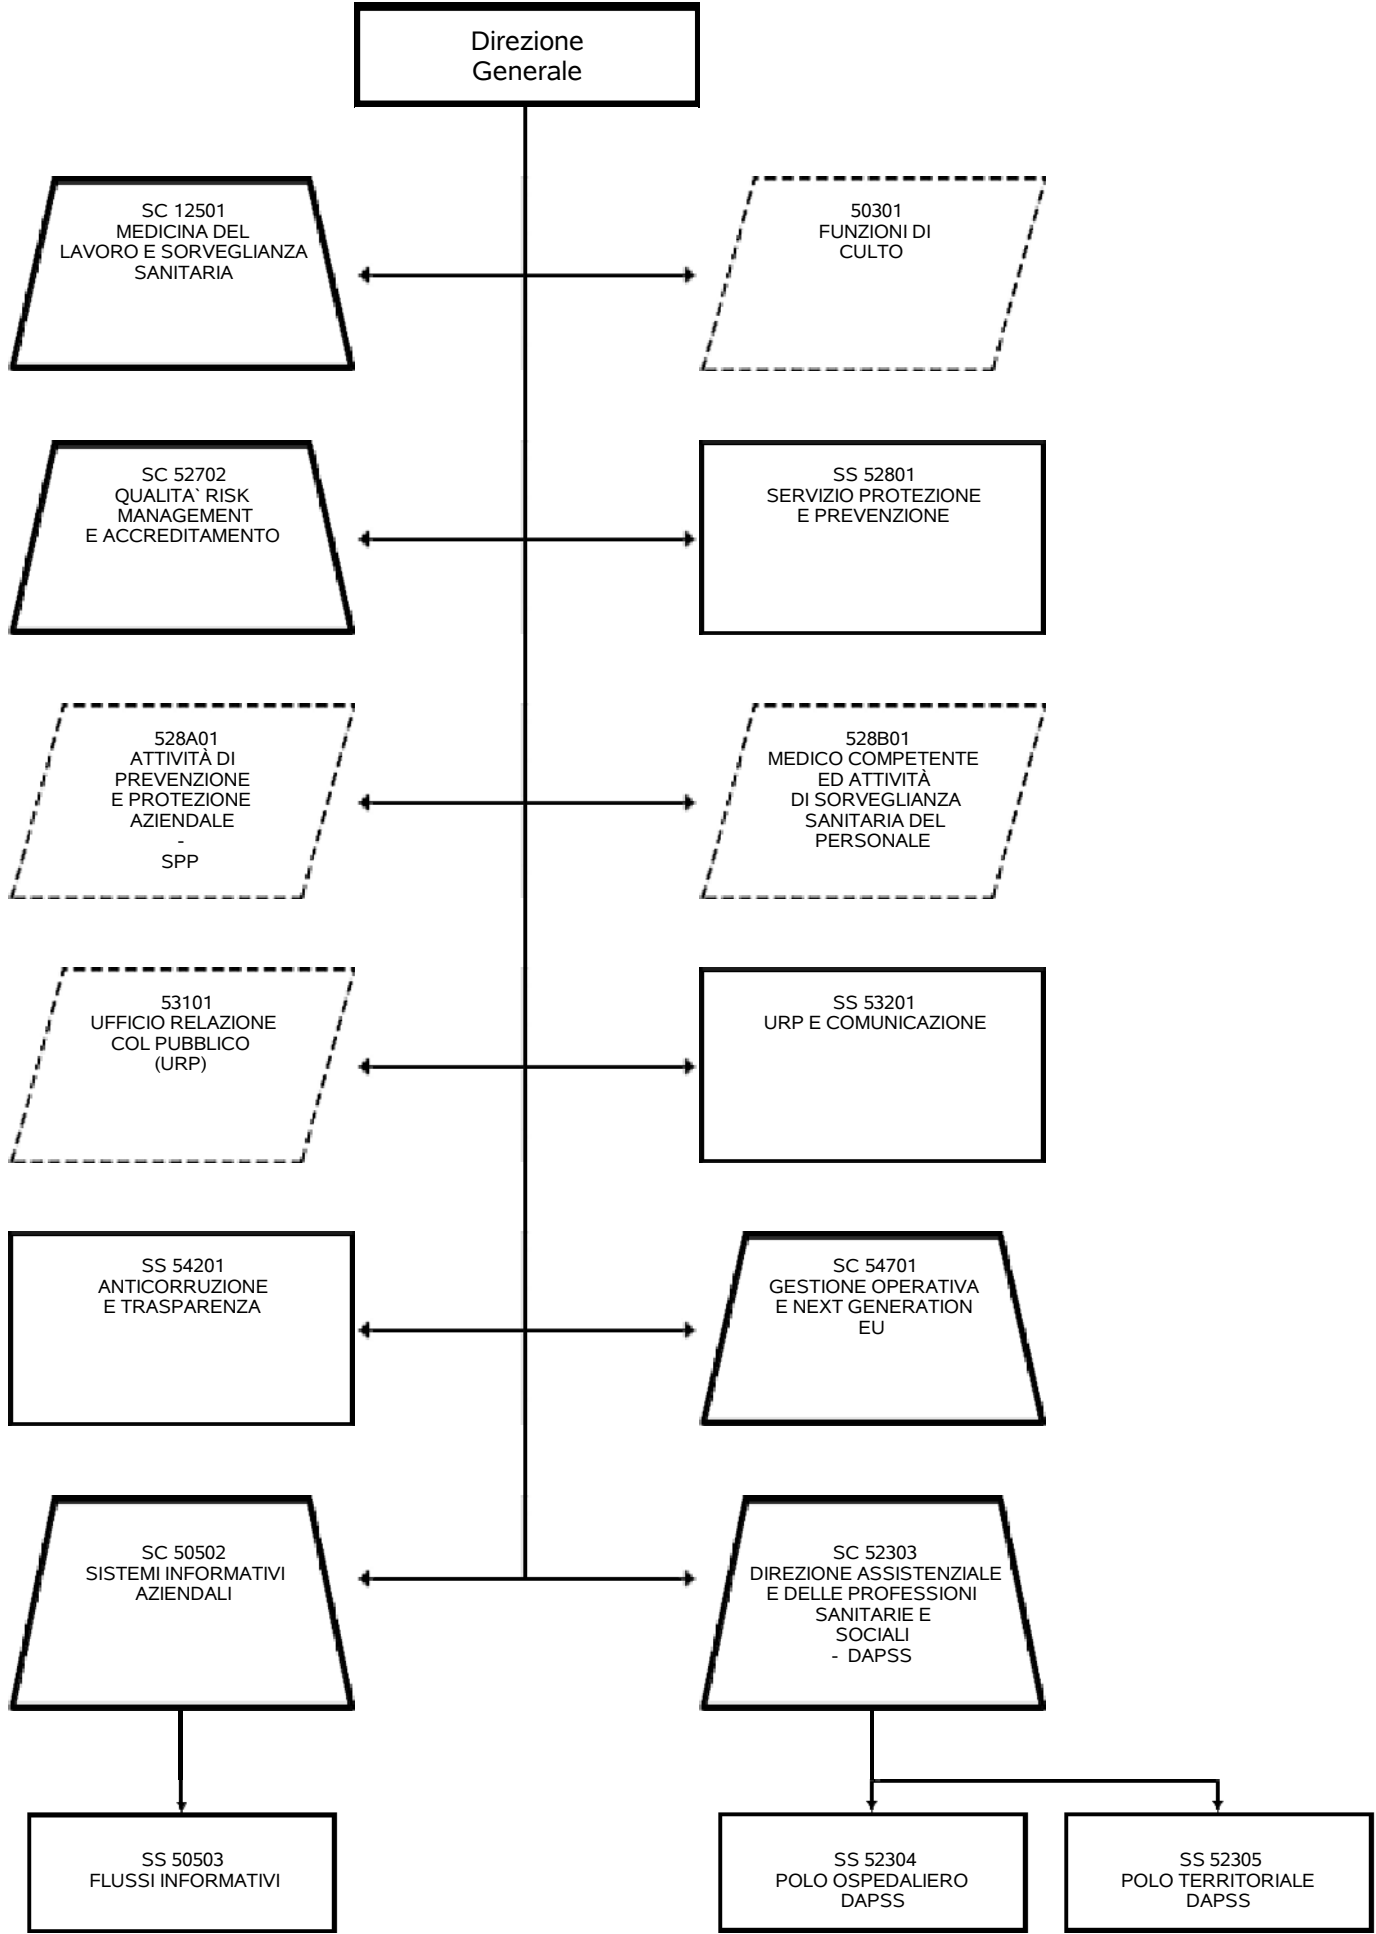 Direzione
Generale
SC 12501
MEDICINA DEL
LAVORO E SORVEGLIANZA
SANITARIA
50301
FUNZIONI DI
CULTO
SC 52702
QUALITA` RISK
MANAGEMENT
E ACCREDITAMENTO
SS 52801
SERVIZIO PROTEZIONE
E PREVENZIONE
528A01
ATTIVITÀ DI
PREVENZIONE
E PROTEZIONE
AZIENDALE
-
SPP
528B01
MEDICO COMPETENTE
ED ATTIVITÀ
DI SORVEGLIANZA
SANITARIA DEL
PERSONALE
53101
UFFICIO RELAZIONE
COL PUBBLICO
(URP)
SS 53201
URP E COMUNICAZIONE
SS 54201
ANTICORRUZIONE
E TRASPARENZA
SC 54701
GESTIONE OPERATIVA
E NEXT GENERATION
EU
SC 50502
SISTEMI INFORMATIVI
AZIENDALI
SC 52303
DIREZIONE ASSISTENZIALE
E DELLE PROFESSIONI
SANITARIE E
SOCIALI
- DAPSS
SS 50503
FLUSSI INFORMATIVI
SS 52304
POLO OSPEDALIERO
DAPSS
SS 52305
POLO TERRITORIALE
DAPSS